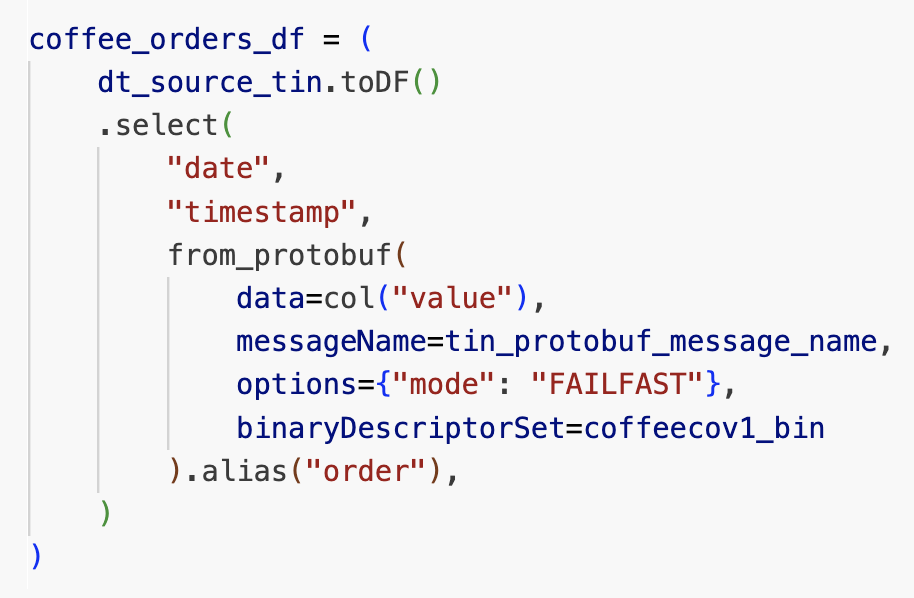 coffee_orders_df = (
    dt_source_tin.toDF()
    .select(
        "date",
        "timestamp",
        from_protobuf(
            data=col("value"),
            messageName=tin_protobuf_message_name,
            options={"mode": "FAILFAST"},
            binaryDescriptorSet=coffeecov1_bin
        ).alias("order"),
    )
)